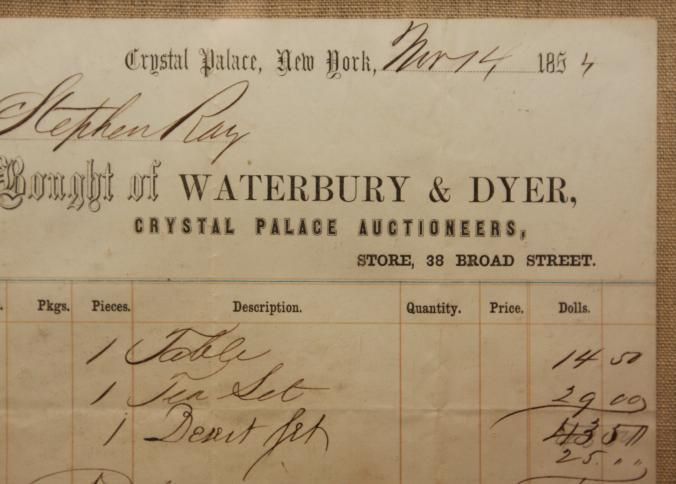 Crystal Palace, New York, Nov 14 1854
Stephen Ray
Bought of WATERBURY & DYER,
CRYSTAL PALACE AUCTIONEERS,
STORE, 38 BROAD STREET.
Pkgs. Pieces. Description. Quantity. Price. Dolls.
1 Table 14 50
1 Tea Set 29 00
1 Desert Set 43 50
25 " "